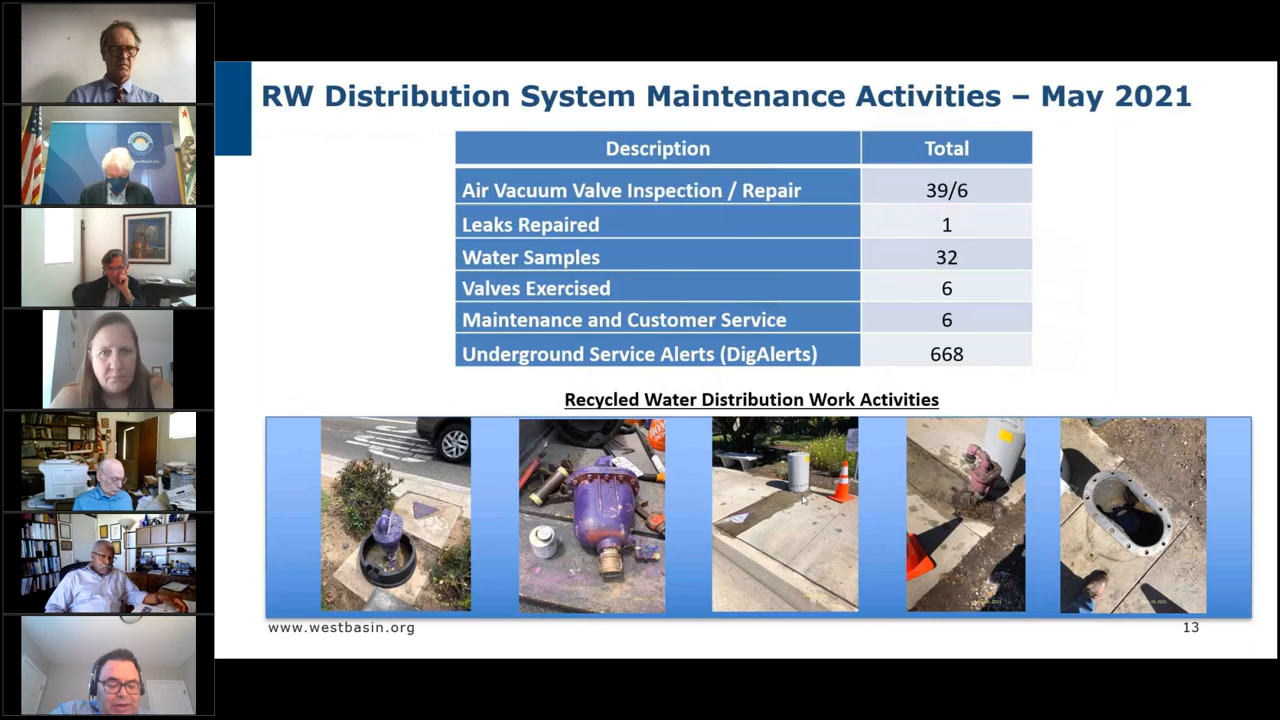 RW Distribution System Maintenance Activities – May 2021
Description Total
Air Vacuum Valve Inspection / Repair 39/6
Leaks Repaired 1
Water Samples 32
Valves Exercised 6
Maintenance and Customer Service 6
Underground Service Alerts (DigAlerts) 668
Recycled Water Distribution Work Activities
www.westbasin.org 13